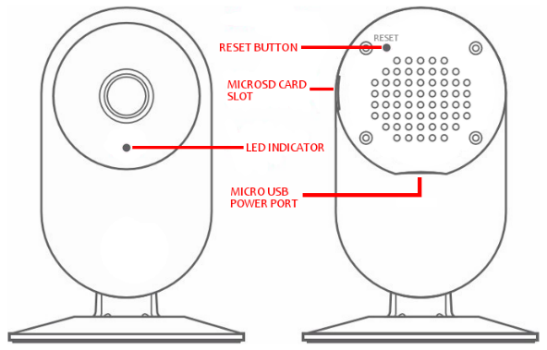 RESET
RESET BUTTON
MICROSD CARD
SLOT
LED INDICATOR
MICRO USB
POWER PORT